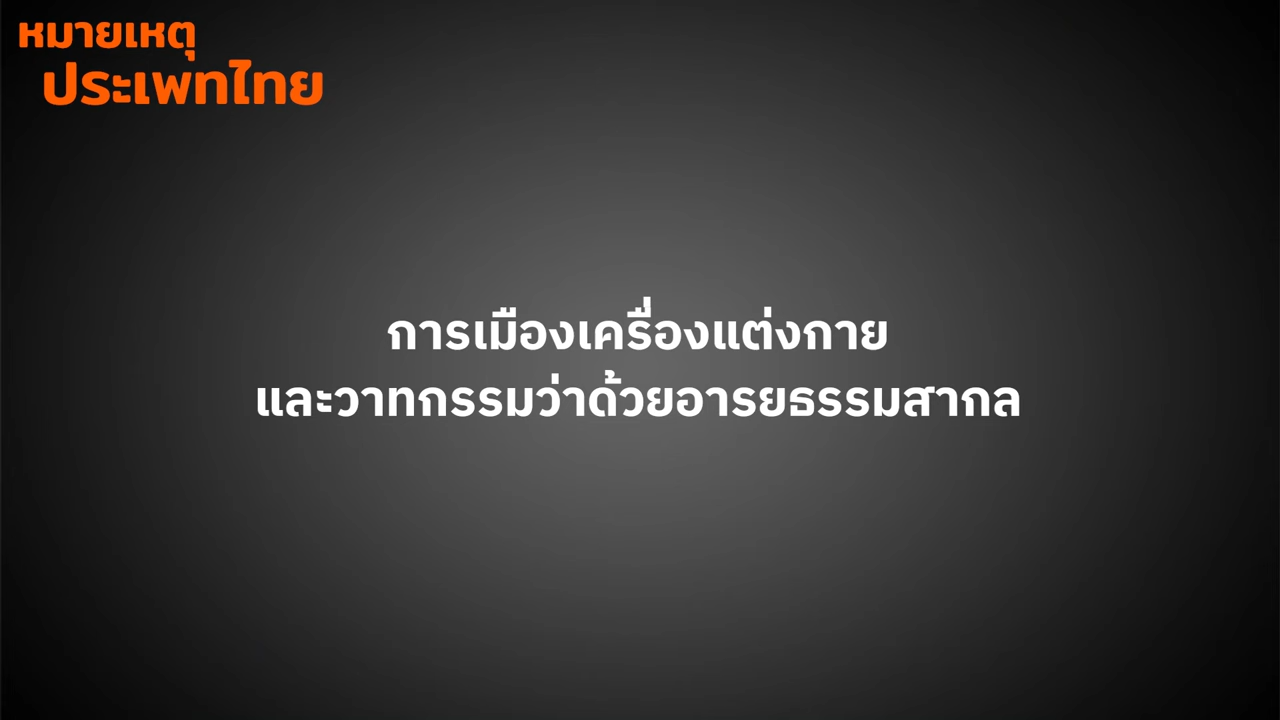 หมายเหตุ
ประเพทไทย
การเมืองเครื่องแต่งกาย
และวาทกรรมว่าด้วยอารยธรรมสากล